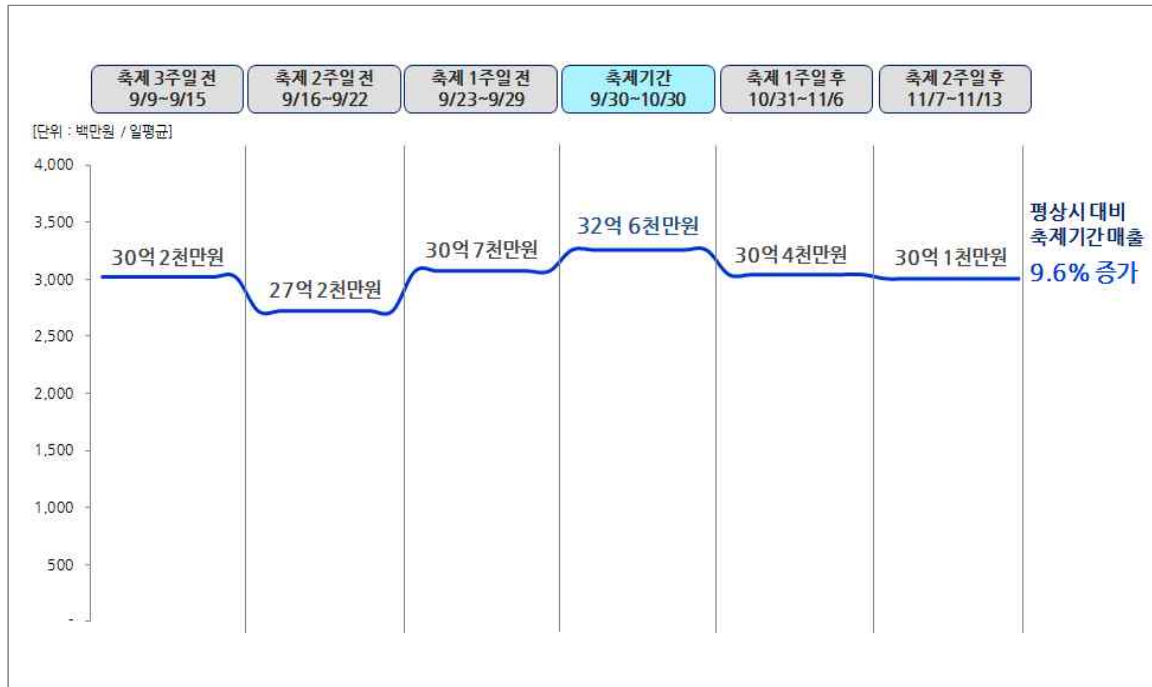 축제 3주일 전
9/9~9/15
축제 2주일 전
9/16~9/22
축제 1주일 전
9/23~9/29
축제기간
9/30~10/30
축제 1주일 후
10/31~11/6
축제 2주일 후
11/7~11/13
[단위 : 백만원 / 일평균]
4,000
3,500
3,000
2,500
2,000
1,500
1,000
500
-
30억 2천만원
27억 2천만원
30억 7천만원
32억 6천만원
30억 4천만원
30억 1천만원
평상시 대비
축제기간 매출
9.6% 증가